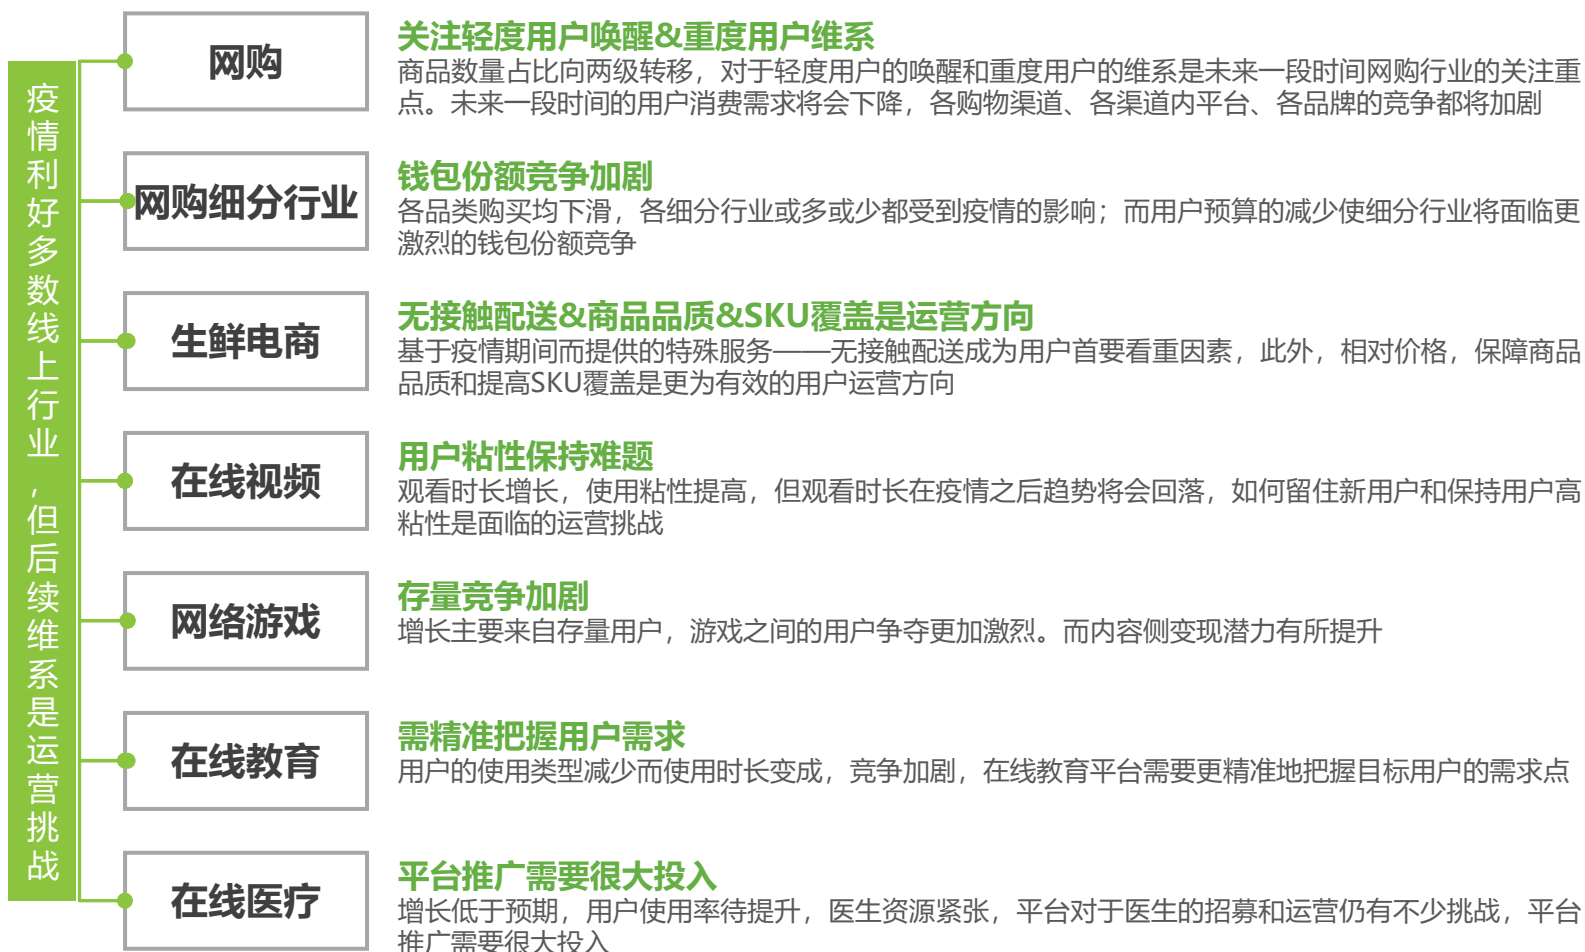 疫情利好多数线上行业，但后续维系是运营挑战
网购
关注轻度用户唤醒&重度用户维系
商品数量占比向两级转移，对于轻度用户的唤醒和重度用户的维系是未来一段时间网购行业的关注重
点。未来一段时间的用户消费需求将会下降，各购物渠道、各渠道内平台、各品牌的竞争都将加剧
网购细分行业
钱包份额竞争加剧
各品类购买均下滑，各细分行业或多或少都受到疫情的影响；而用户预算的减少使细分行业将面临更
激烈的钱包份额竞争
生鲜电商
无接触配送&商品品质&SKU覆盖是运营方向
基于疫情期间而提供的特殊服务——无接触配送成为用户首要看重因素，此外，相对价格，保障商品
品质和提高SKU覆盖是更为有效的用户运营方向
在线视频
用户粘性保持难题
观看时长增长，使用粘性提高，但观看时长在疫情之后趋势将会回落，如何留住新用户和保持用户高
粘性是面临的运营挑战
网络游戏
存量竞争加剧
增长主要来自存量用户，游戏之间的用户争夺更加激烈。而内容侧变现潜力有所提升
在线教育
需精准把握用户需求
用户的使用类型减少而使用时长变成，竞争加剧，在线教育平台需要更精准地把握目标用户的需求点
在线医疗
平台推广需要很大投入
增长低于预期，用户使用率待提升，医生资源紧张，平台对于医生的招募和运营仍有不少挑战，平台
推广需要很大投入